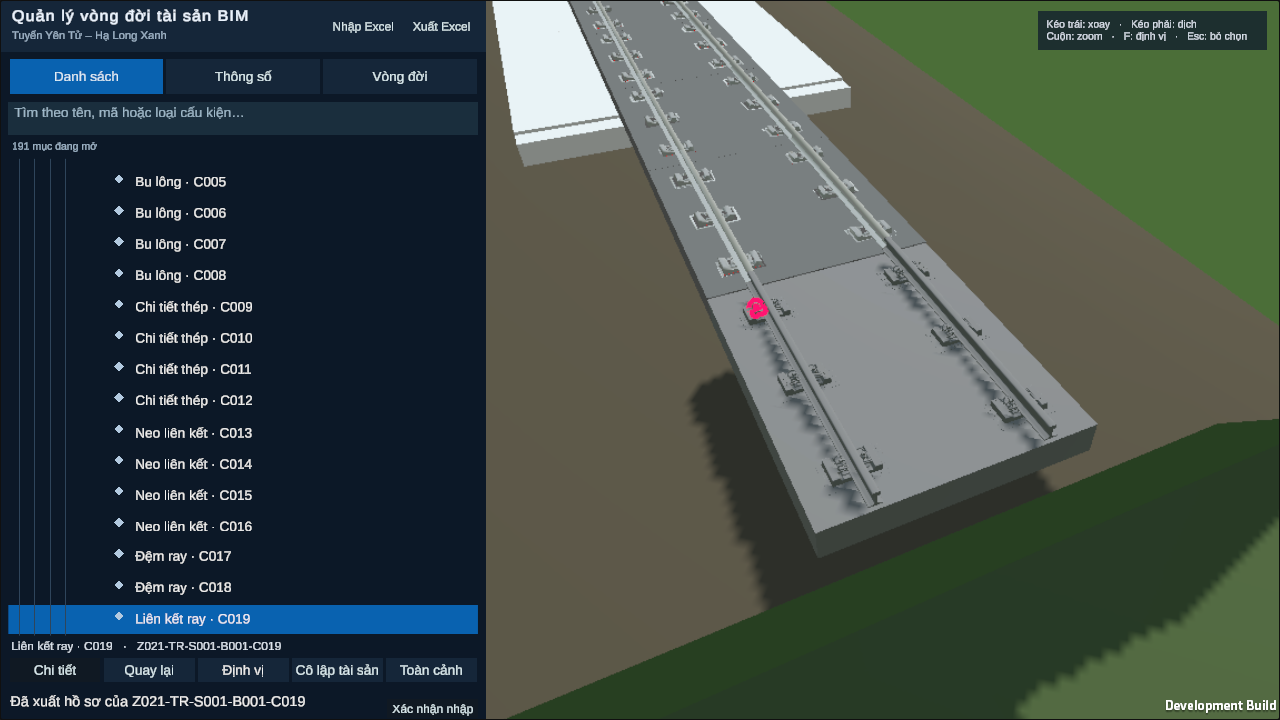 Quản lý vòng đời tài sản BIM
Tuyến Yên Tử – Hạ Long Xanh
Nhập Excel
Xuất Excel
Danh sách
Thông số
Vòng đời
Tìm theo tên, mã hoặc loại cấu kiện...
191 mục đang mở
Bu lông · C005
Bu lông · C006
Bu lông · C007
Bu lông · C008
Chi tiết thép · C009
Chi tiết thép · C010
Chi tiết thép · C011
Chi tiết thép · C012
Neo liên kết · C013
Neo liên kết · C014
Neo liên kết · C015
Neo liên kết · C016
Đệm ray · C017
Đệm ray · C018
Liên kết ray · C019
Liên kết ray · C019 · Z021-TR-S001-B001-C019
Chi tiết
Quay lại
Định vị
Cô lập tài sản
Toàn cảnh
Đã xuất hồ sơ của Z021-TR-S001-B001-C019
Xác nhận nhập
Kéo trái: xoay · Kéo phải: dịch
Cuộn: zoom · F: định vị · Esc: bỏ chọn
Development Build